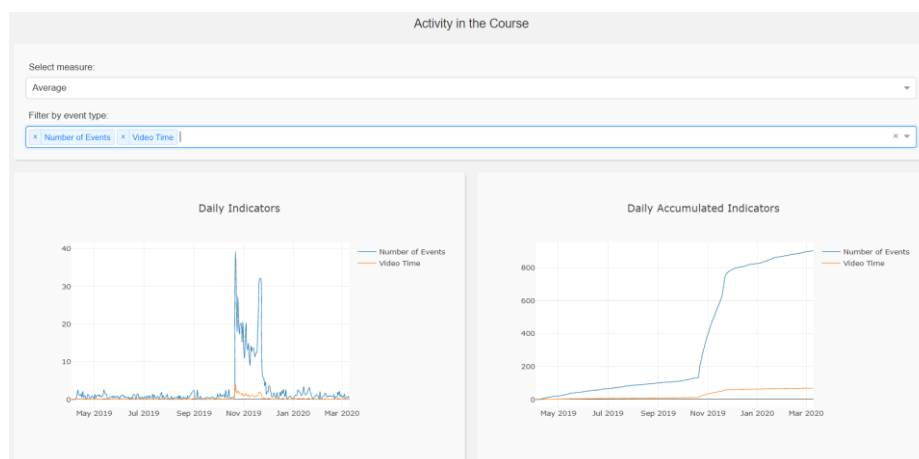 Activity in the Course
Select measure:
Average
Filter by event type:
× Number of Events × Video Time
Daily Indicators
40
30
20
10
0
May 2019 Jul 2019 Sep 2019 Nov 2019 Jan 2020 Mar 2020
Number of Events
Video Time
Daily Accumulated Indicators
800
600
400
200
0
May 2019 Jul 2019 Sep 2019 Nov 2019 Jan 2020 Mar 2020
Number of Events
Video Time